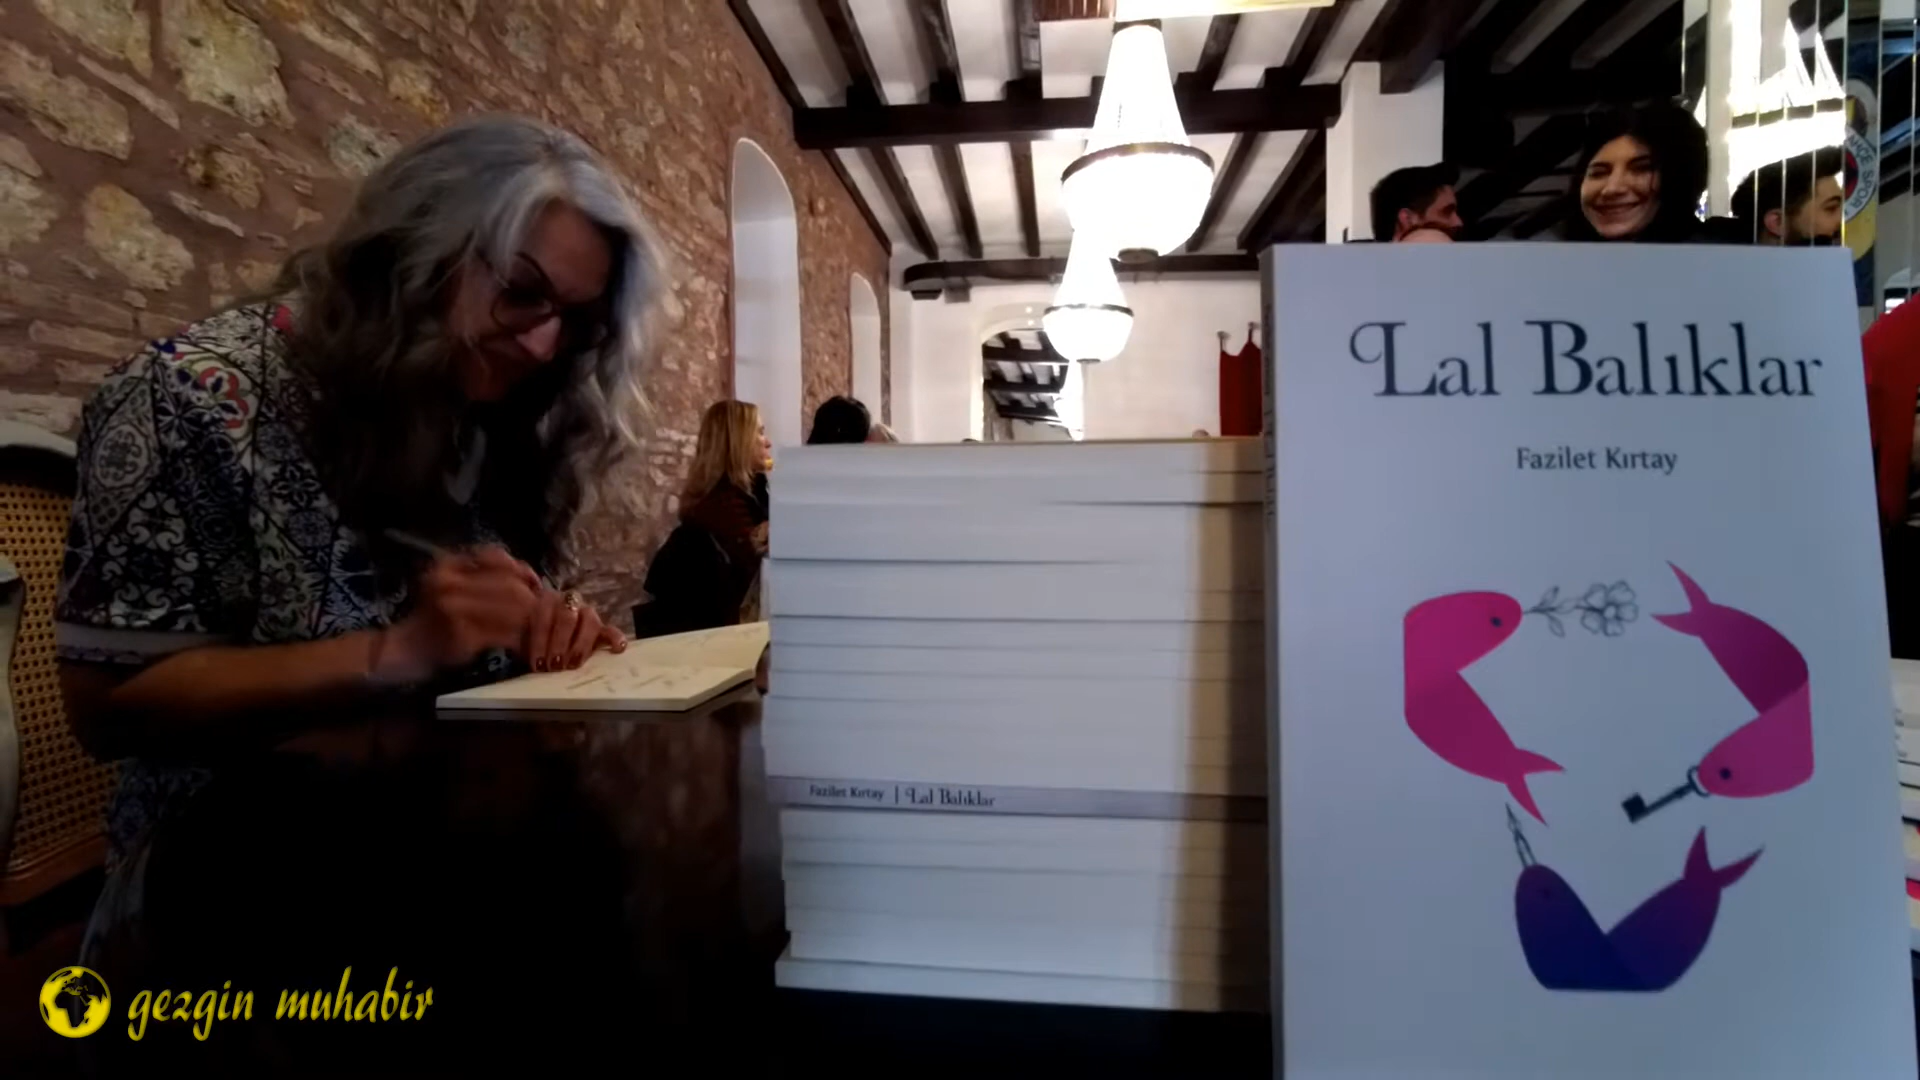 Lal Balıklar
Fazilet Kırtay
Fazilet Kırtay | Lal Balıklar
gezgin muhabir